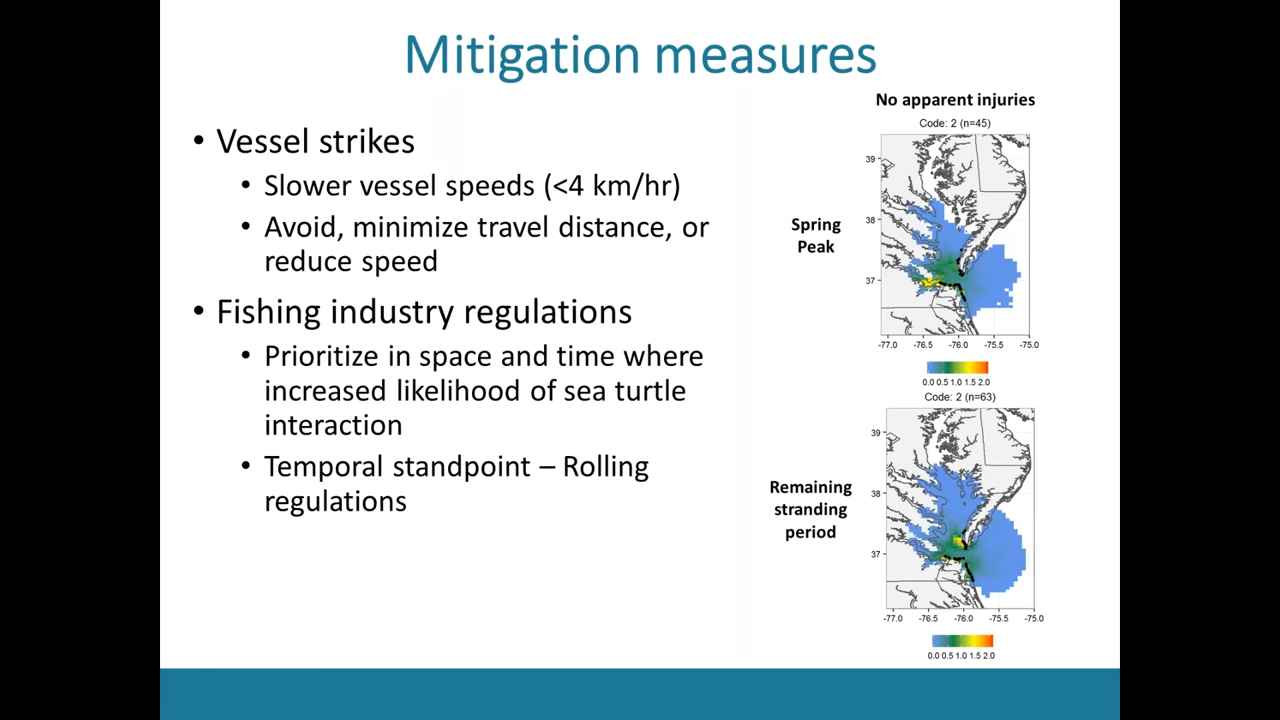 Mitigation measures
• Vessel strikes
• Slower vessel speeds (<4 km/hr)
• Avoid, minimize travel distance, or
reduce speed
• Fishing industry regulations
• Prioritize in space and time where
increased likelihood of sea turtle
interaction
• Temporal standpoint – Rolling
regulations
No apparent injuries
Code: 2 (n=45)
Spring
Peak
39
38
37
-77.0 -76.5 -76.0 -75.5 -75.0
0.0 0.5 1.0 1.5 2.0
Code: 2 (n=63)
Remaining
stranding
period
39
38
37
-77.0 -76.5 -76.0 -75.5 -75.0
0.0 0.5 1.0 1.5 2.0